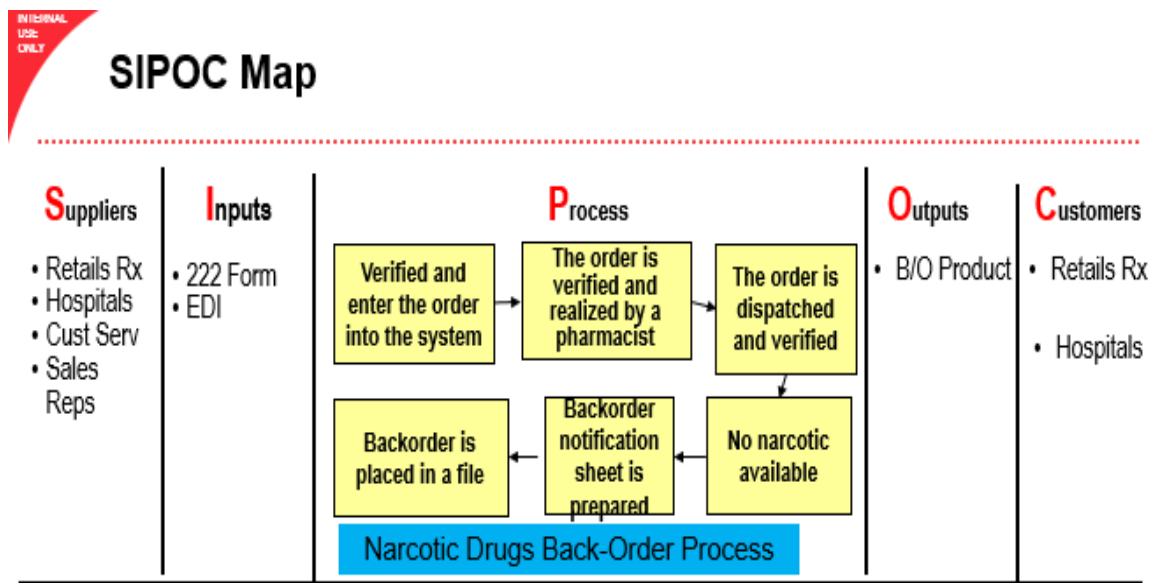 INTERNAL
USE
ONLY
SIPOC Map
Suppliers
• Retails Rx
• Hospitals
• Cust Serv
• Sales
Reps
Inputs
• 222 Form
• EDI
Process
Verified and
enter the order
into the system
The order is
verified and
realized by a
pharmacist
The order is
dispatched
and verified
No narcotic
available
Backorder
notification
sheet is
prepared
Backorder is
placed in a file
Narcotic Drugs Back-Order Process
Outputs
• B/O Product
Customers
• Retails Rx
• Hospitals